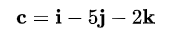 c = i − 5j − 2k